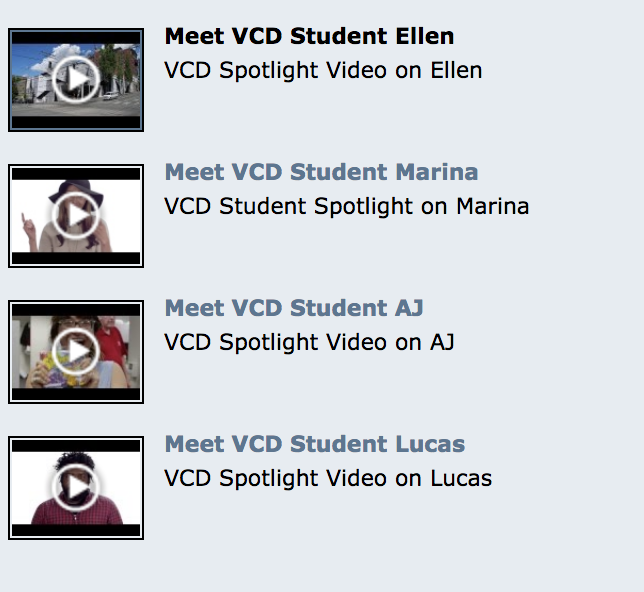 Meet VCD Student Ellen
VCD Spotlight Video on Ellen
Meet VCD Student Marina
VCD Student Spotlight on Marina
Meet VCD Student AJ
VCD Spotlight Video on AJ
Meet VCD Student Lucas
VCD Spotlight Video on Lucas